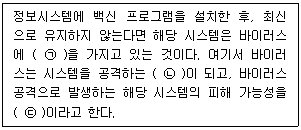 정보시스템에 백신 프로그램을 설치한 후, 최신
으로 유지하지 않는다면 해당 시스템은 바이러스
에 ( ㉠ )을 가지고 있는 것이다. 여기서 바이러
스는 시스템을 공격하는 ( ㉡ )이 되고, 바이러스
공격으로 발생하는 해당 시스템의 피해 가능성을
( ㉢ )이라고 한다.